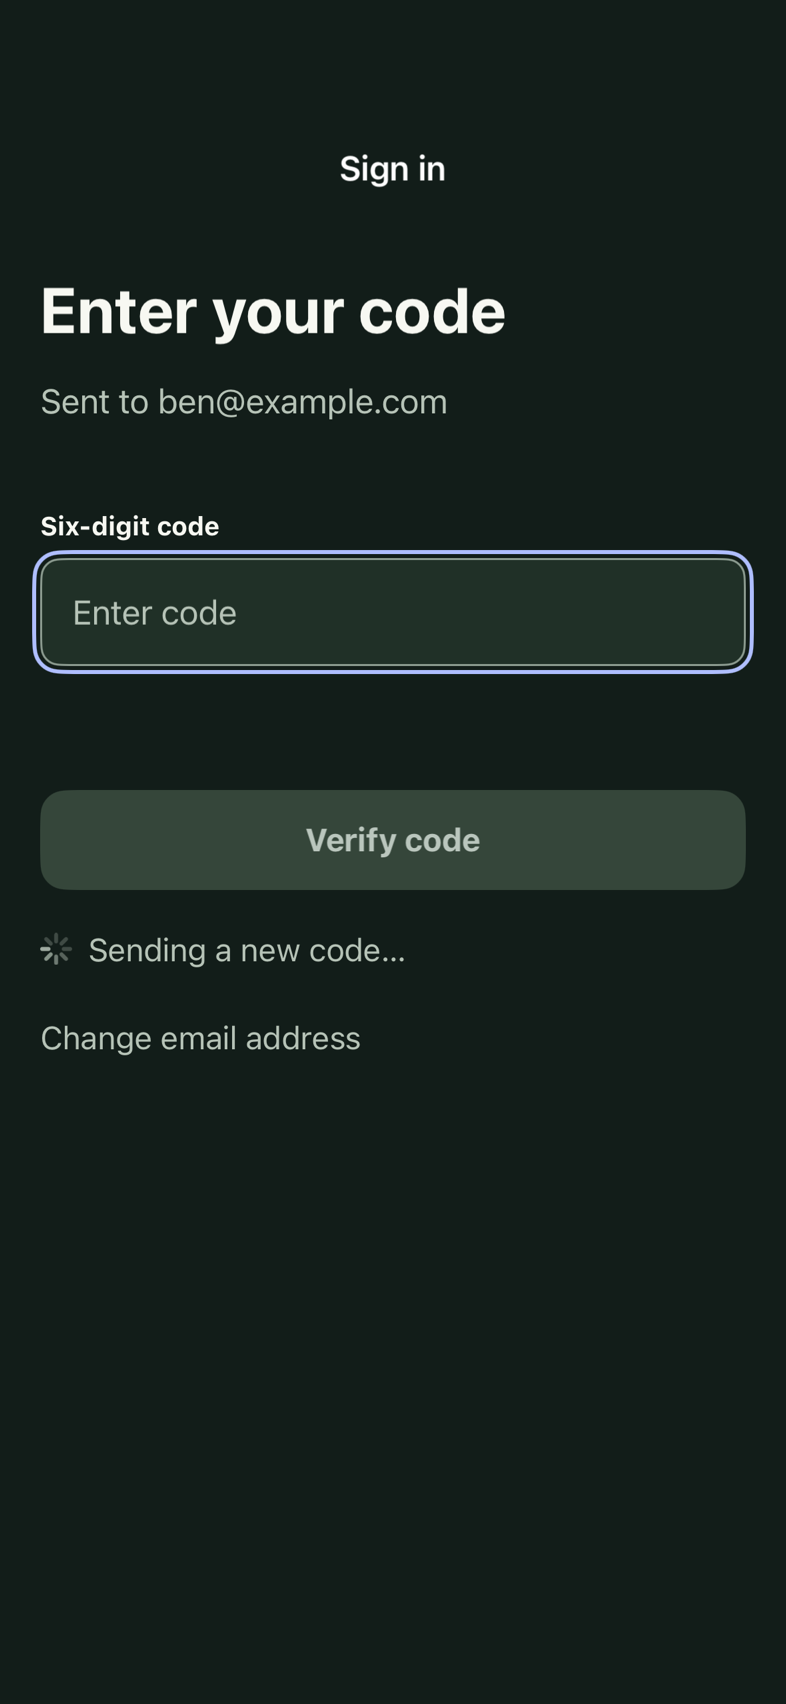 Sign in
Enter your code
Sent to ben@example.com
Six-digit code
Enter code
Verify code
Sending a new code...
Change email address